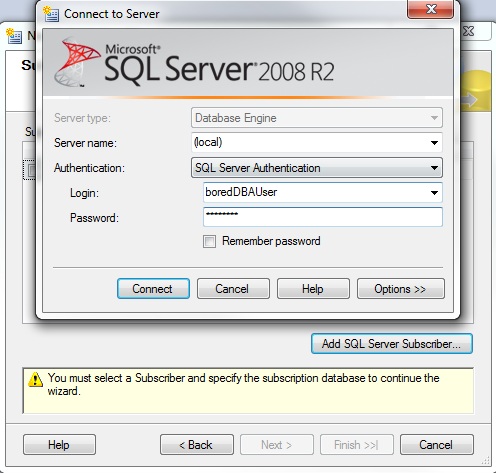 Connect to Server
N
Su
Microsoft®
SQL Server® 2008 R2
Su
Server type:
Database Engine
Server name:
(local)
Authentication:
SQL Server Authentication
Login:
boredDBAUser
Password:
********
Remember password
Connect
Cancel
Help
Options >>
Add SQL Server Subscriber...
You must select a Subscriber and specify the subscription database to continue the
wizard.
Help
< Back
Next >
Finish >>|
Cancel